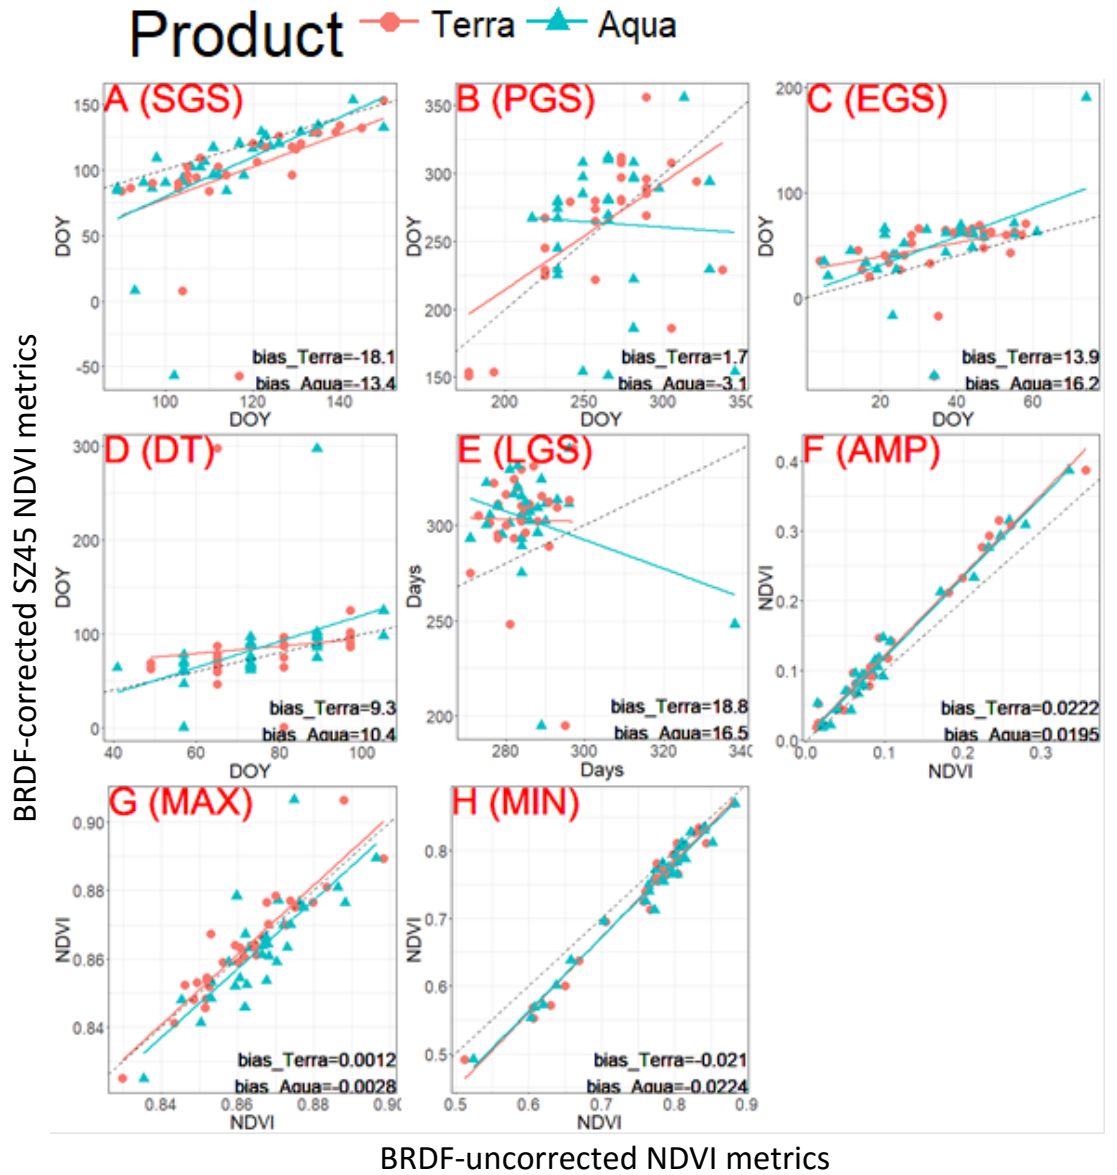 Product Terra Aqua
BRDF-corrected SZ45 NDVI metrics
A (SGS)
150
100
50
0
-50
DOY
bias_Terra=-18.1
bias_Aqua=-13.4
100 120 140
DOY
B (PGS)
350
300
250
200
150
DOY
bias_Terra=1.7
bias_Aqua=-3.1
200 250 300 350
DOY
C (EGS)
200
100
0
DOY
bias_Terra=13.9
bias_Aqua=16.2
20 40 60
DOY
D (DT)
300
200
100
0
DOY
bias_Terra=9.3
bias_Aqua=10.4
40 60 80 100
DOY
E (LGS)
300
250
200
Days
bias_Terra=18.8
bias_Aqua=16.5
280 300 320 340
Days
F (AMP)
0.4
0.3
0.2
0.1
0.0
NDVI
bias_Terra=0.0222
bias_Aqua=0.0195
0.0 0.1 0.2 0.3
NDVI
G (MAX)
0.90
0.88
0.86
0.84
NDVI
bias_Terra=0.0012
bias_Aqua=-0.0028
0.84 0.86 0.88 0.90
NDVI
H (MIN)
0.8
0.7
0.6
0.5
NDVI
bias_Terra=-0.021
bias_Aqua=-0.0224
0.5 0.6 0.7 0.8 0.9
NDVI
BRDF-uncorrected NDVI metrics